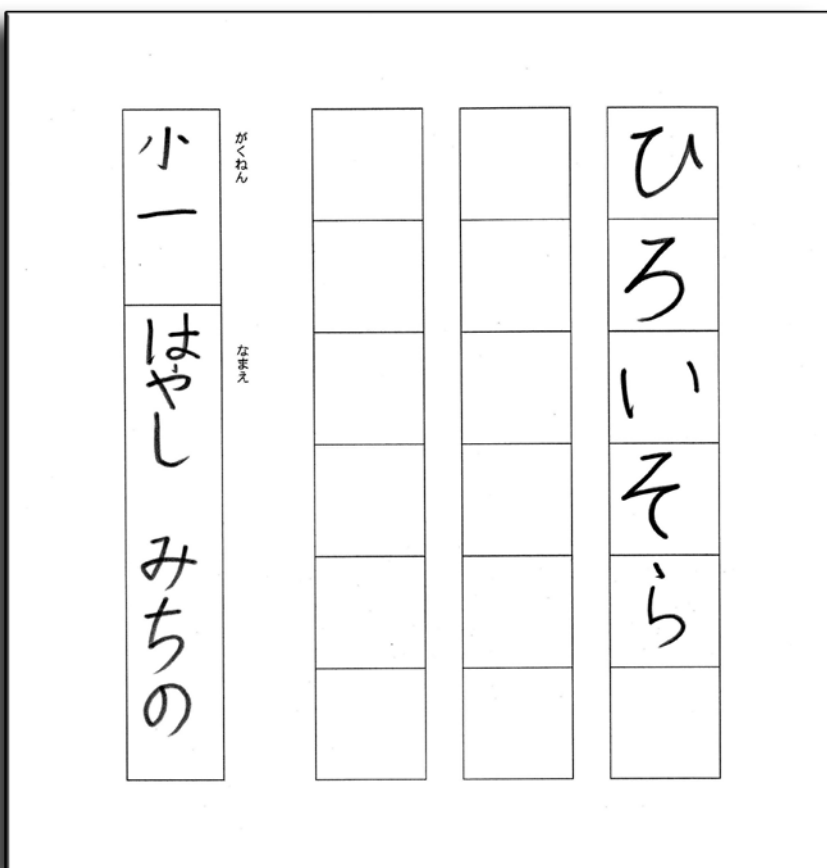 ひろいそら
がくねん
小一
なまえ
はやし みちの